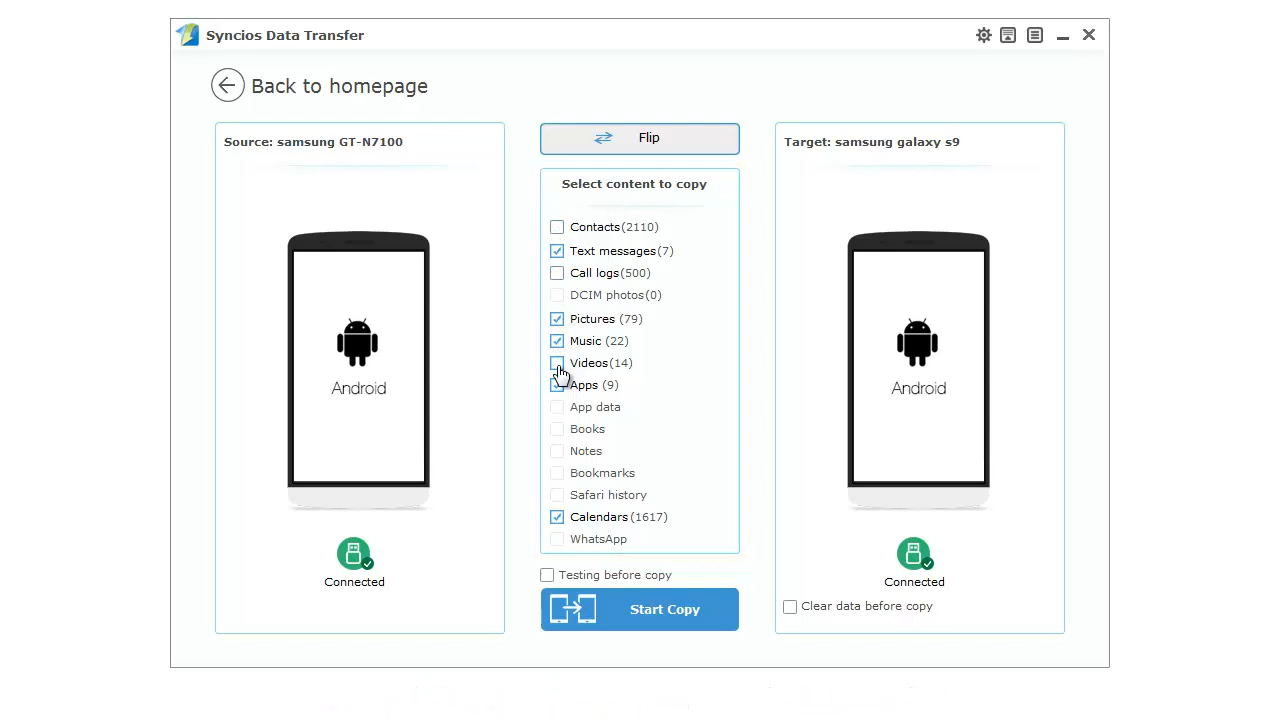 Syncios Data Transfer
Back to homepage
Source: samsung GT-N7100
Android
Connected
Flip
Select content to copy
Contacts(2110)
Text messages(7)
Call logs(500)
DCIM photos(0)
Pictures (79)
Music (22)
Videos(14)
Apps (9)
App data
Books
Notes
Bookmarks
Safari history
Calendars(1617)
WhatsApp
Testing before copy
Start Copy
Target: samsung galaxy s9
Android
Connected
Clear data before copy